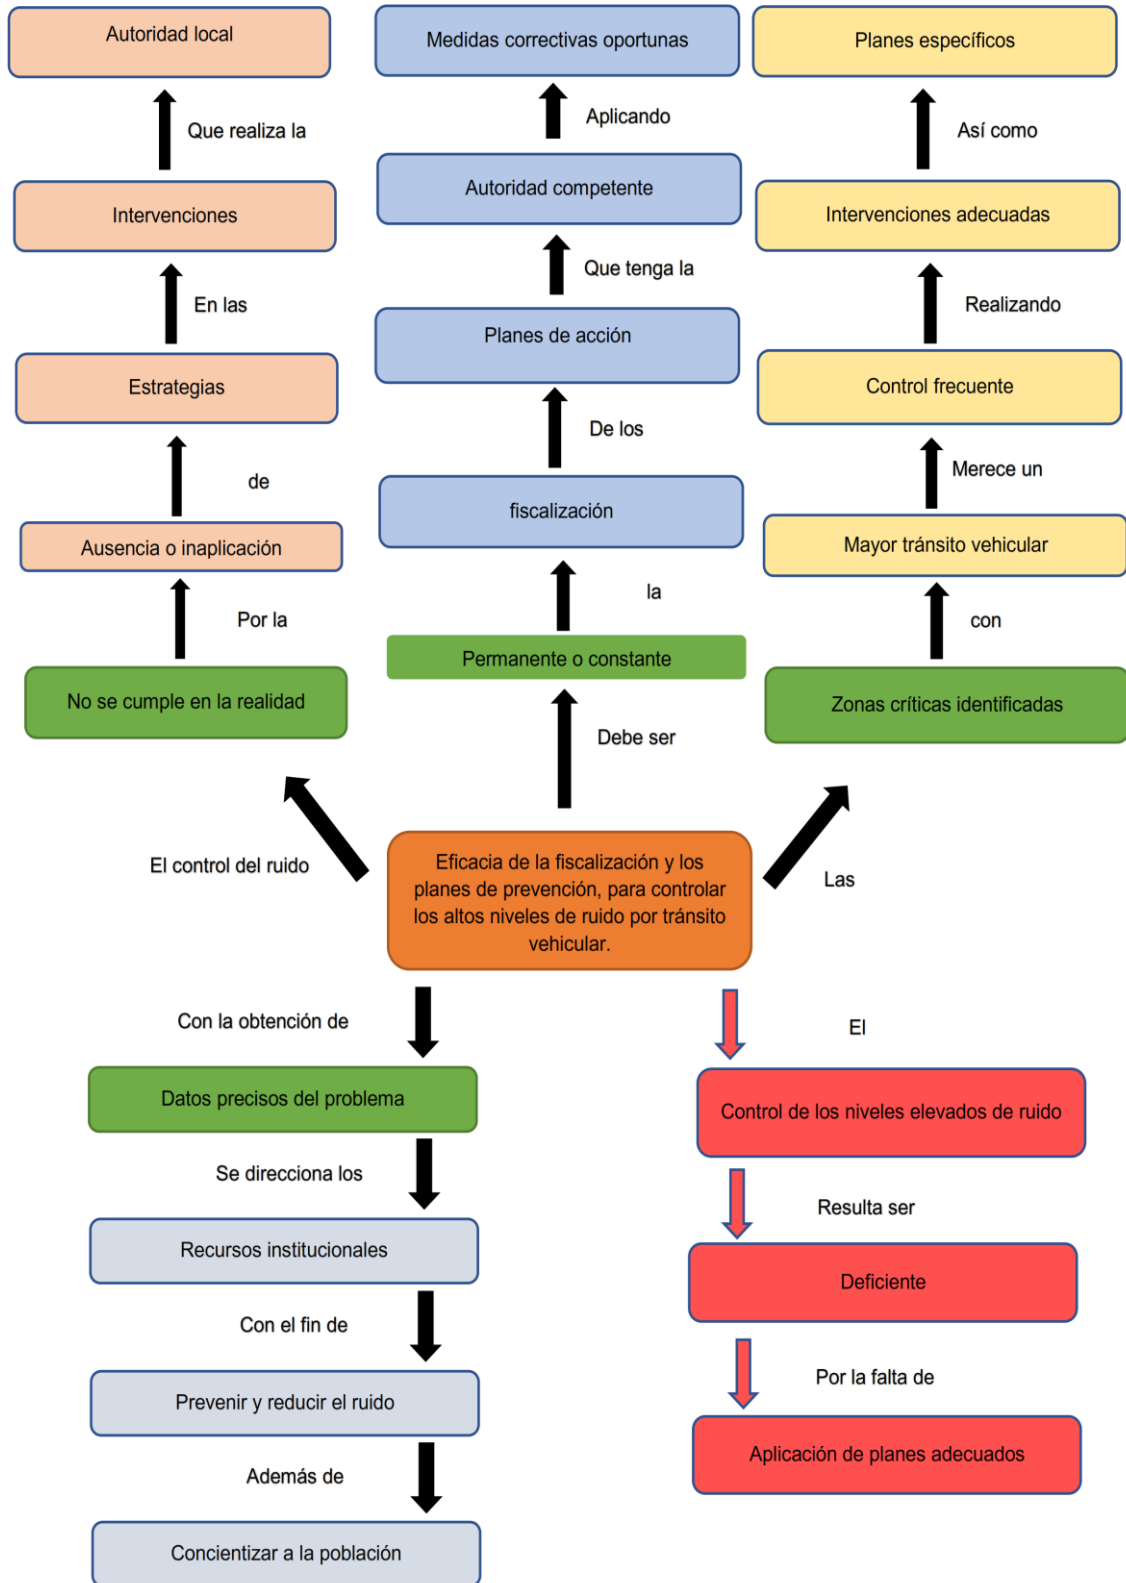 Autoridad local
Medidas correctivas oportunas
Planes específicos
Que realiza la
Aplicando
Así como
Intervenciones
Autoridad competente
Intervenciones adecuadas
En las
Que tenga la
Realizando
Estrategias
Planes de acción
Control frecuente
de
De los
Merece un
Ausencia o inaplicación
fiscalización
Mayor tránsito vehicular
Por la
la
con
No se cumple en la realidad
Permanente o constante
Zonas críticas identificadas
Debe ser
El control del ruido
Eficacia de la fiscalización y los
planes de prevención, para controlar
los altos niveles de ruido por tránsito
vehicular.
Las
Con la obtención de
El
Datos precisos del problema
Control de los niveles elevados de ruido
Se direcciona los
Resulta ser
Recursos institucionales
Deficiente
Con el fin de
Por la falta de
Prevenir y reducir el ruido
Aplicación de planes adecuados
Además de
Concientizar a la población